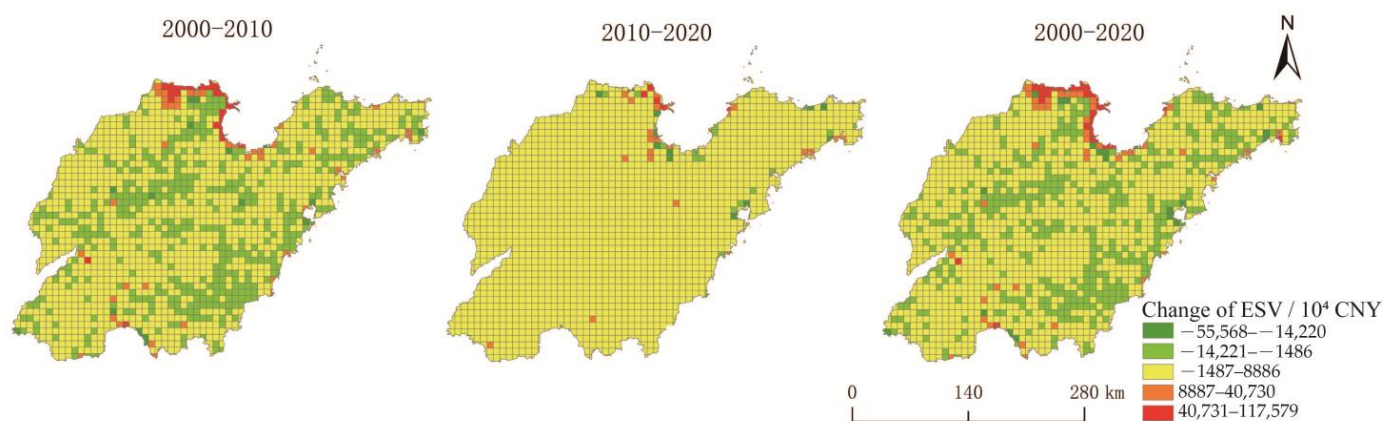 2000-2010
2010-2020
2000-2020
N
Change of ESV / 10⁴ CNY
−55,568–−14,220
−14,221–−1486
−1487–8886
8887–40,730
40,731–117,579
0 140 280 km